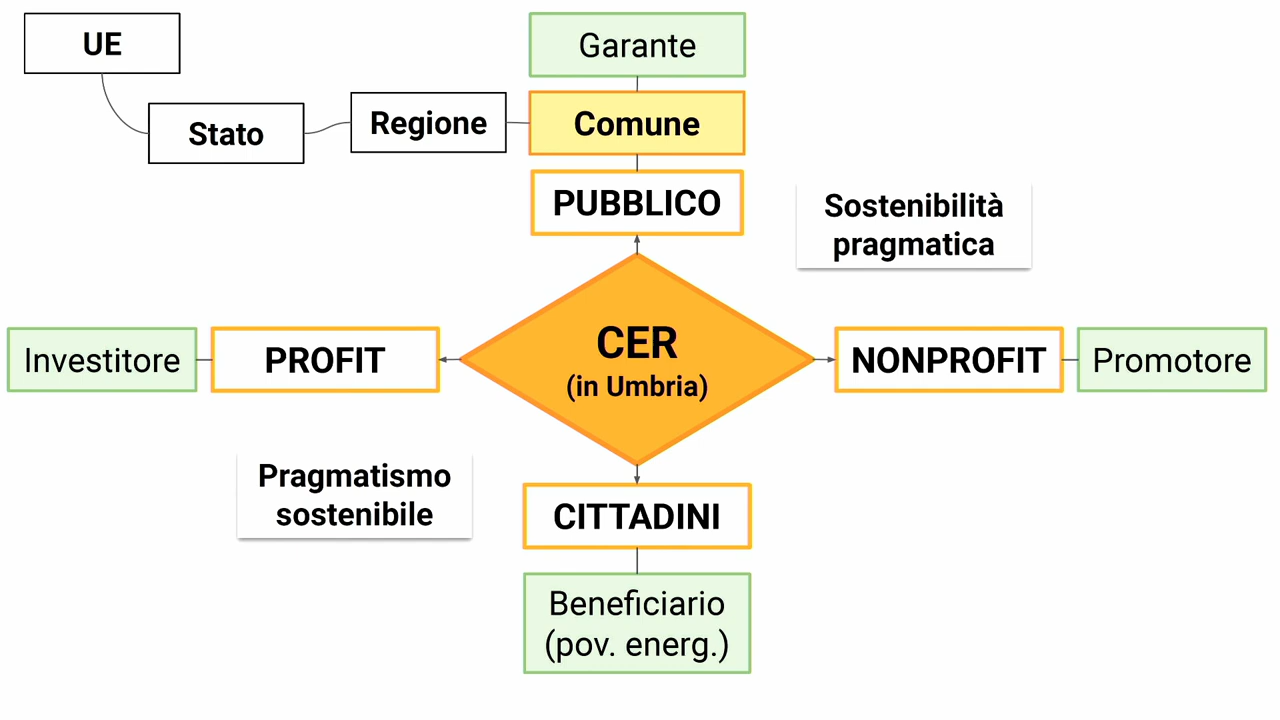 UE
Garante
Stato
Regione
Comune
PUBBLICO
Sostenibilità
pragmatica
Investitore
PROFIT
CER
(in Umbria)
NONPROFIT
Promotore
Pragmatismo
sostenibile
CITTADINI
Beneficiario
(pov. energ.)